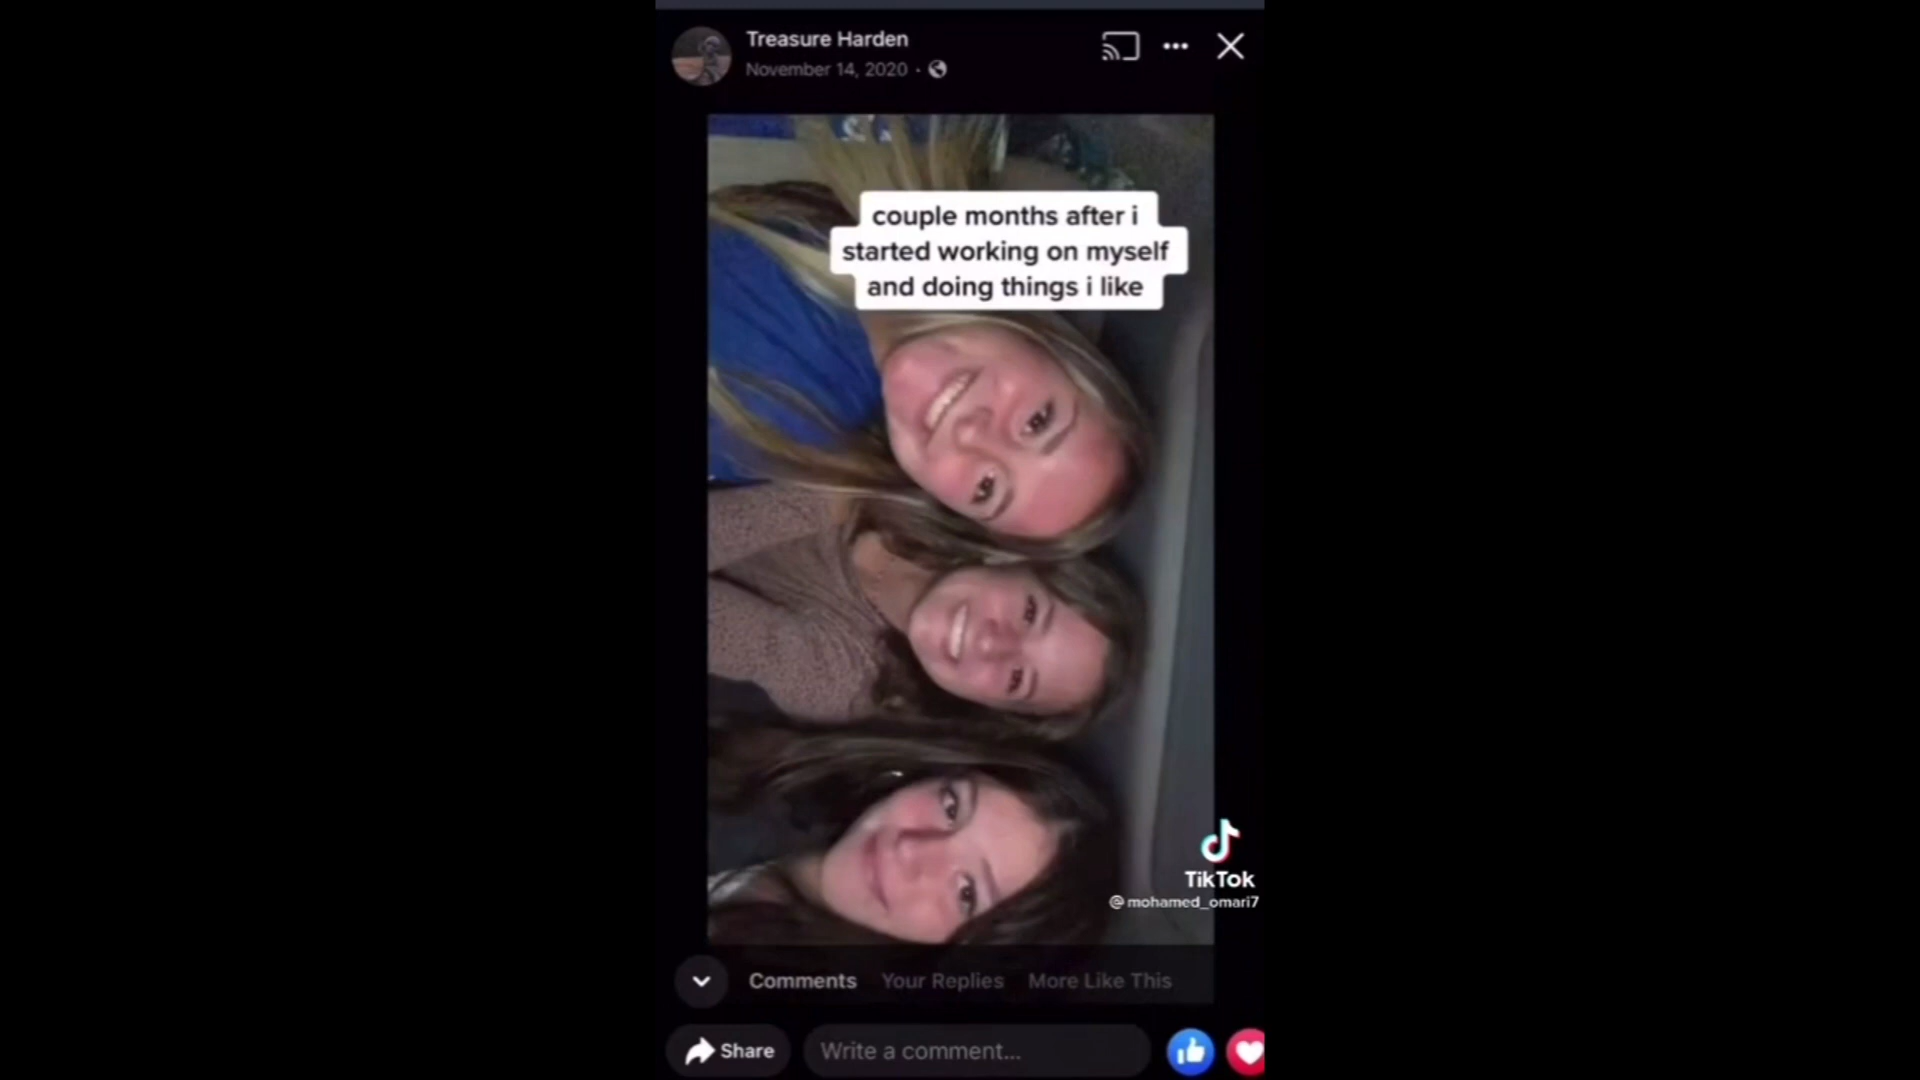 Treasure Harden
November 14, 2020 ·
couple months after i
started working on myself
and doing things i like
TikTok
@mohamed_omari7
Comments Your Replies More Like This
Share Write a comment...